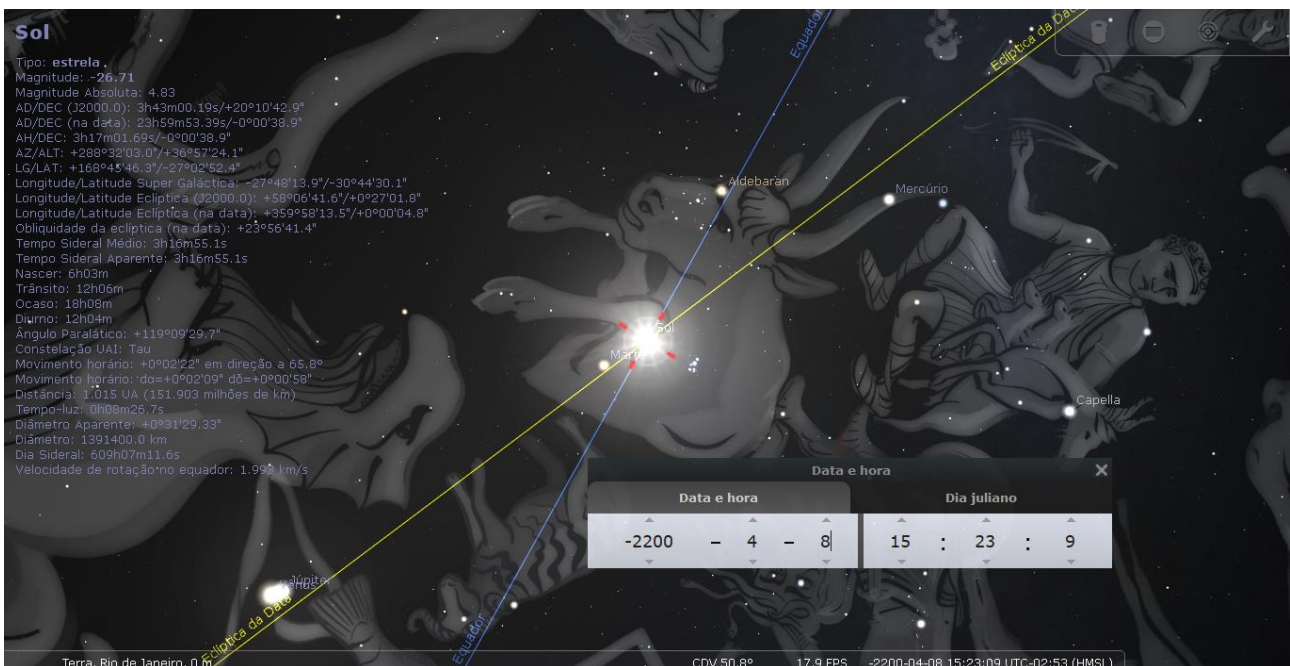 Sol
Tipo: estrela
Magnitude: -26.71
Magnitude Absoluta: 4.83
AD/DEC (J2000.0): 3h43m00.19s/+20°10'42.9"
AD/DEC (na data): 23h59m53.39s/-0°00'38.9"
AH/DEC: 3h17m01.69s/-0°00'38.9"
AZ/ALT: +288°32'03.0"/+36°57'24.1"
LG/LAT: +168°45'46.3"/-27°02'52.4"
Longitude/Latitude Super Galáctica: -27°48'13.9"/-30°44'30.1"
Longitude/Latitude Eclíptica (J2000.0): +58°06'41.6"/+0°27'01.8"
Longitude/Latitude Eclíptica (na data): +359°58'13.5"/+0°00'04.8"
Obliquidade da eclíptica (na data): +23°56'41.4"
Tempo Sideral Médio: 3h16m55.1s
Tempo Sideral Aparente: 3h16m55.1s
Nascer: 6h03m
Trânsito: 12h06m
Ocaso: 18h08m
Diurno: 12h04m
Ângulo Paralático: +119°09'29.7"
Constelação UAI: Tau
Movimento horário: +0°02'22" em direção a 65.8°
Movimento horário: dα=+0°02'09" dδ=+0°00'58"
Distância: 1.015 UA (151.903 milhões de km)
Tempo-luz: 0h08m26.7s
Diâmetro Aparente: +0°31'29.33"
Diâmetro: 1391400.0 km
Dia Sideral: 609h07m11.6s
Velocidade de rotação no equador: 1.993 km/s
Equador
Eclíptica da Data
Aldebaran
Mercúrio
Sol
Marte
Capella
Júpiter
Vênus
Eclíptica da Data
Equador
Data e hora
Data e hora
Dia juliano
-2200 - 4 - 8 15 : 23 : 9
Terra, Rio de Janeiro, 0 m
CDV 50.8° 17.9 FPS -2200-04-08 15:23:09 UTC-02:53 (HMSL)